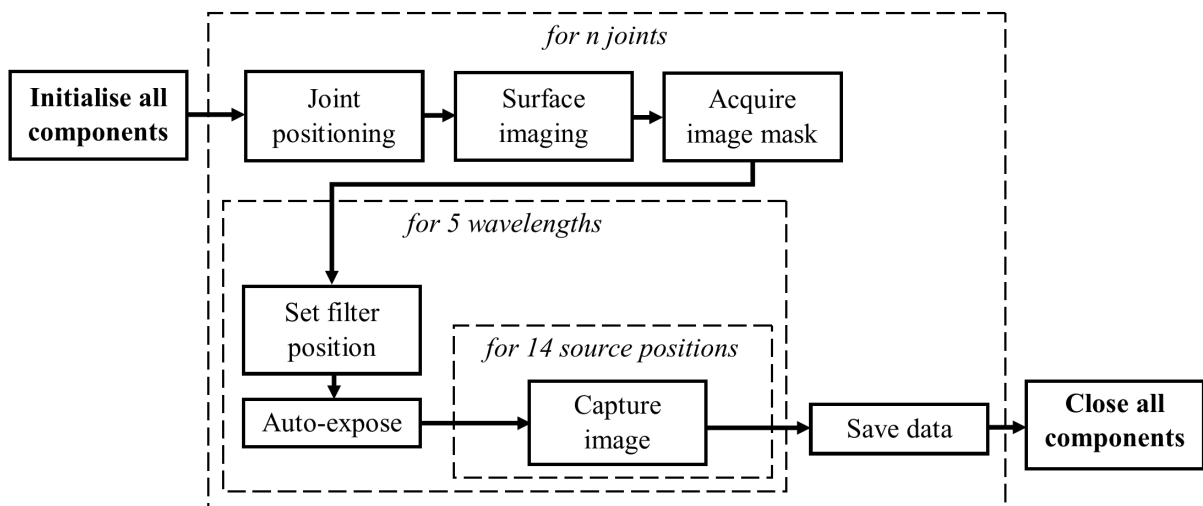 for n joints
Initialise all
components
Joint
positioning
Surface
imaging
Acquire
image mask
for 5 wavelengths
Set filter
position
for 14 source positions
Auto-expose
Capture
image
Save data
Close all
components